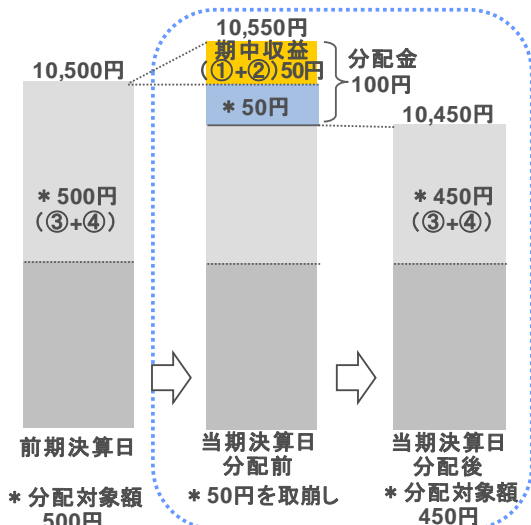 10,550円
期中収益
(①+②)50円
分配金
100円
10,500円
＊50円
10,450円
＊500円
(③+④)
＊450円
(③+④)
前期決算日
当期決算日
分配前
当期決算日
分配後
＊分配対象額
500円
＊50円を取崩し
＊分配対象額
450円